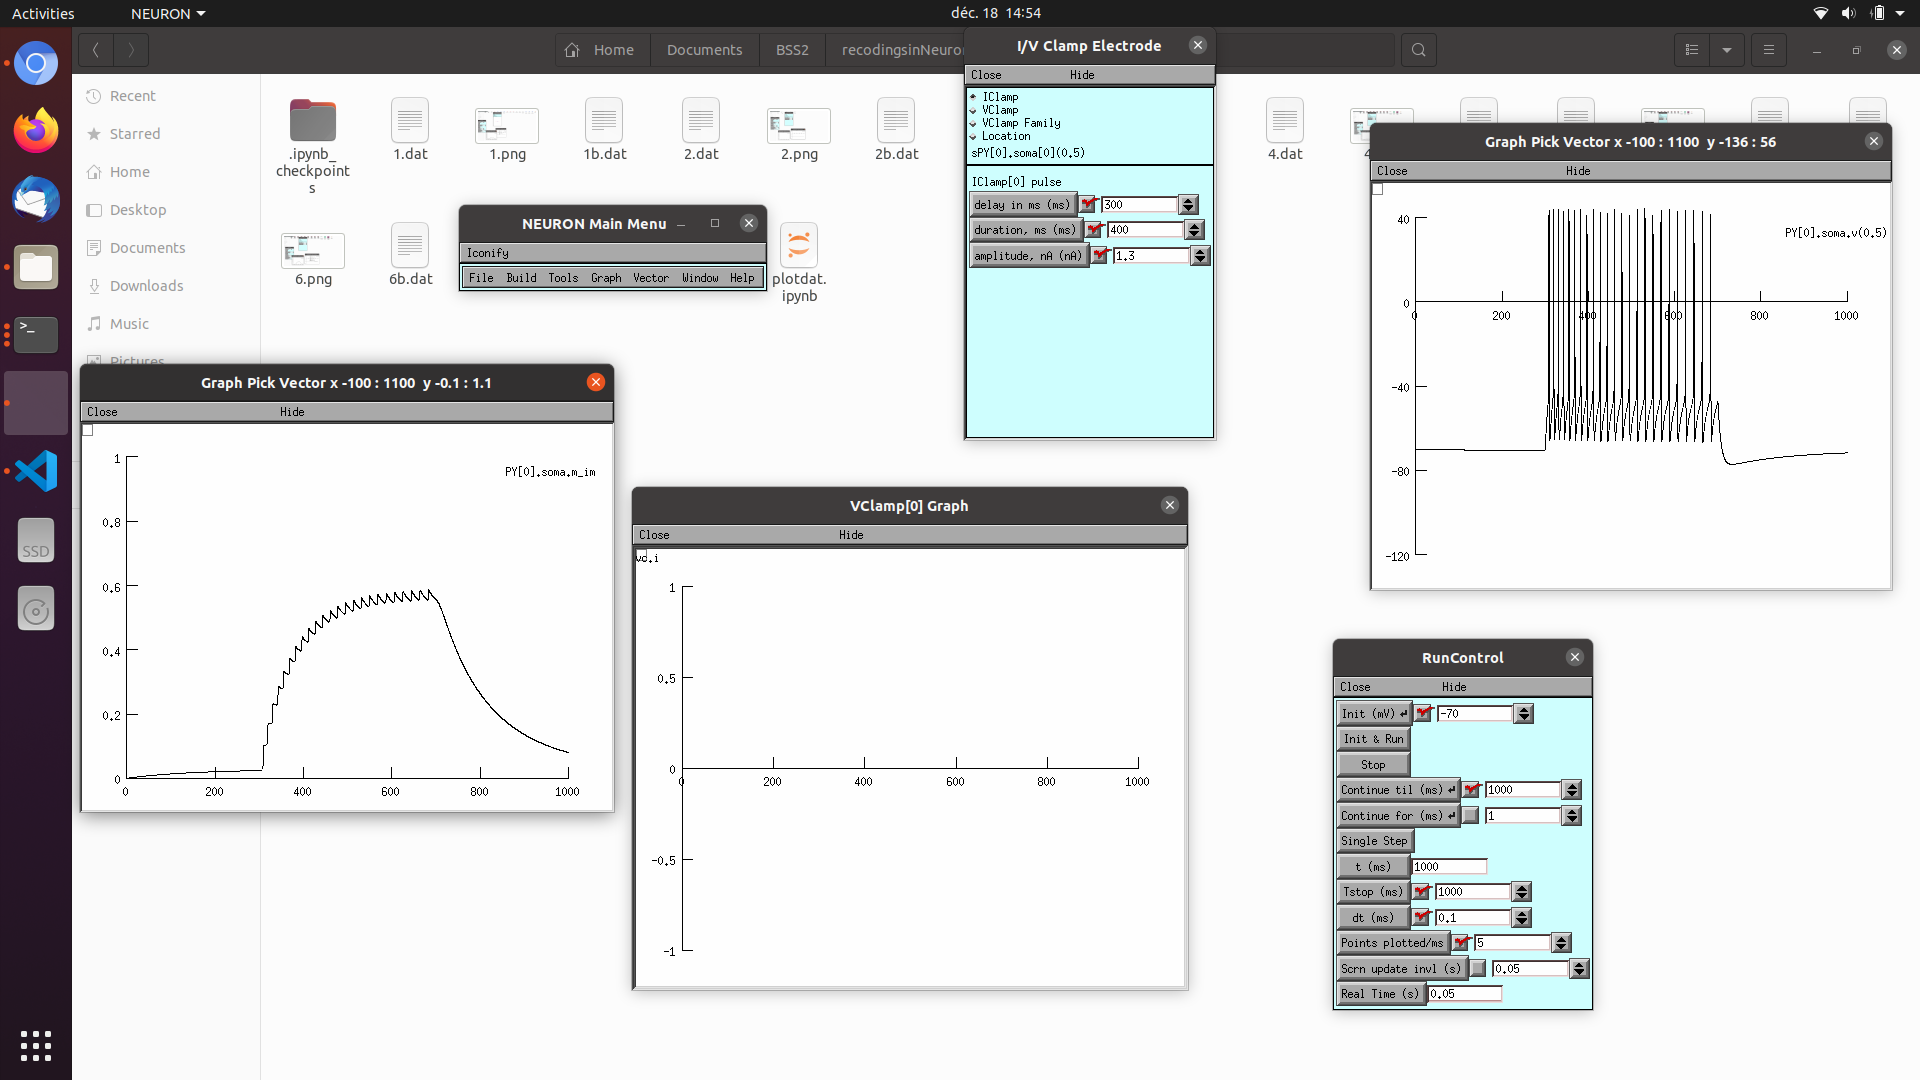 Activities
NEURON
déc. 18 14:54
Home
Documents
BSS2
recodingsinNeuro
Recent
Starred
Home
Desktop
Documents
Downloads
Music
Pictures
.ipynb_
checkpoint
s
1.dat
1.png
1b.dat
2.dat
2.png
2b.dat
4.dat
6.png
6b.dat
plotdat.
ipynb
SSD
NEURON Main Menu
Iconify
File Build Tools Graph Vector Window Help
I/V Clamp Electrode
Close Hide
IClamp
VClamp
VClamp Family
Location
sPY[0].soma[0](0.5)
IClamp[0] pulse
delay in ms (ms) 300
duration, ms (ms) 400
amplitude, nA (nA) 1.3
Graph Pick Vector x -100 : 1100 y -136 : 56
Close Hide
PY[0].soma.v(0.5)
40
0
-40
-80
-120
0 200 400 600 800 1000
Graph Pick Vector x -100 : 1100 y -0.1 : 1.1
Close Hide
PY[0].soma.m_im
1
0.8
0.6
0.4
0.2
0
0 200 400 600 800 1000
VClamp[0] Graph
Close Hide
vc.i
1
0.5
0
-0.5
-1
0 200 400 600 800 1000
RunControl
Close Hide
Init (mV) -70
Init & Run
Stop
Continue til (ms) 1000
Continue for (ms) 1
Single Step
t (ms) 1000
Tstop (ms) 1000
dt (ms) 0.1
Points plotted/ms 5
Scrn update invl (s) 0.05
Real Time (s) 0.05